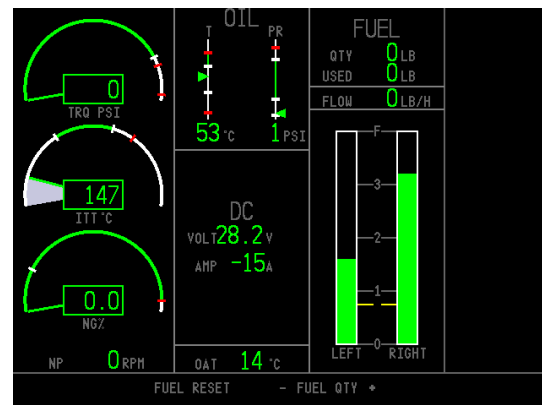 0
TRQ PSI
147
ITT°C
0.0
NG%
NP 0 RPM
OIL
T PR
53 °C 1 PSI
DC
VOLT 28.2 V
AMP -15 A
OAT 14 °C
FUEL
QTY 0 LB
USED 0 LB
FLOW 0 LB/H
F
3
2
1
0
LEFT RIGHT
FUEL RESET - FUEL QTY +